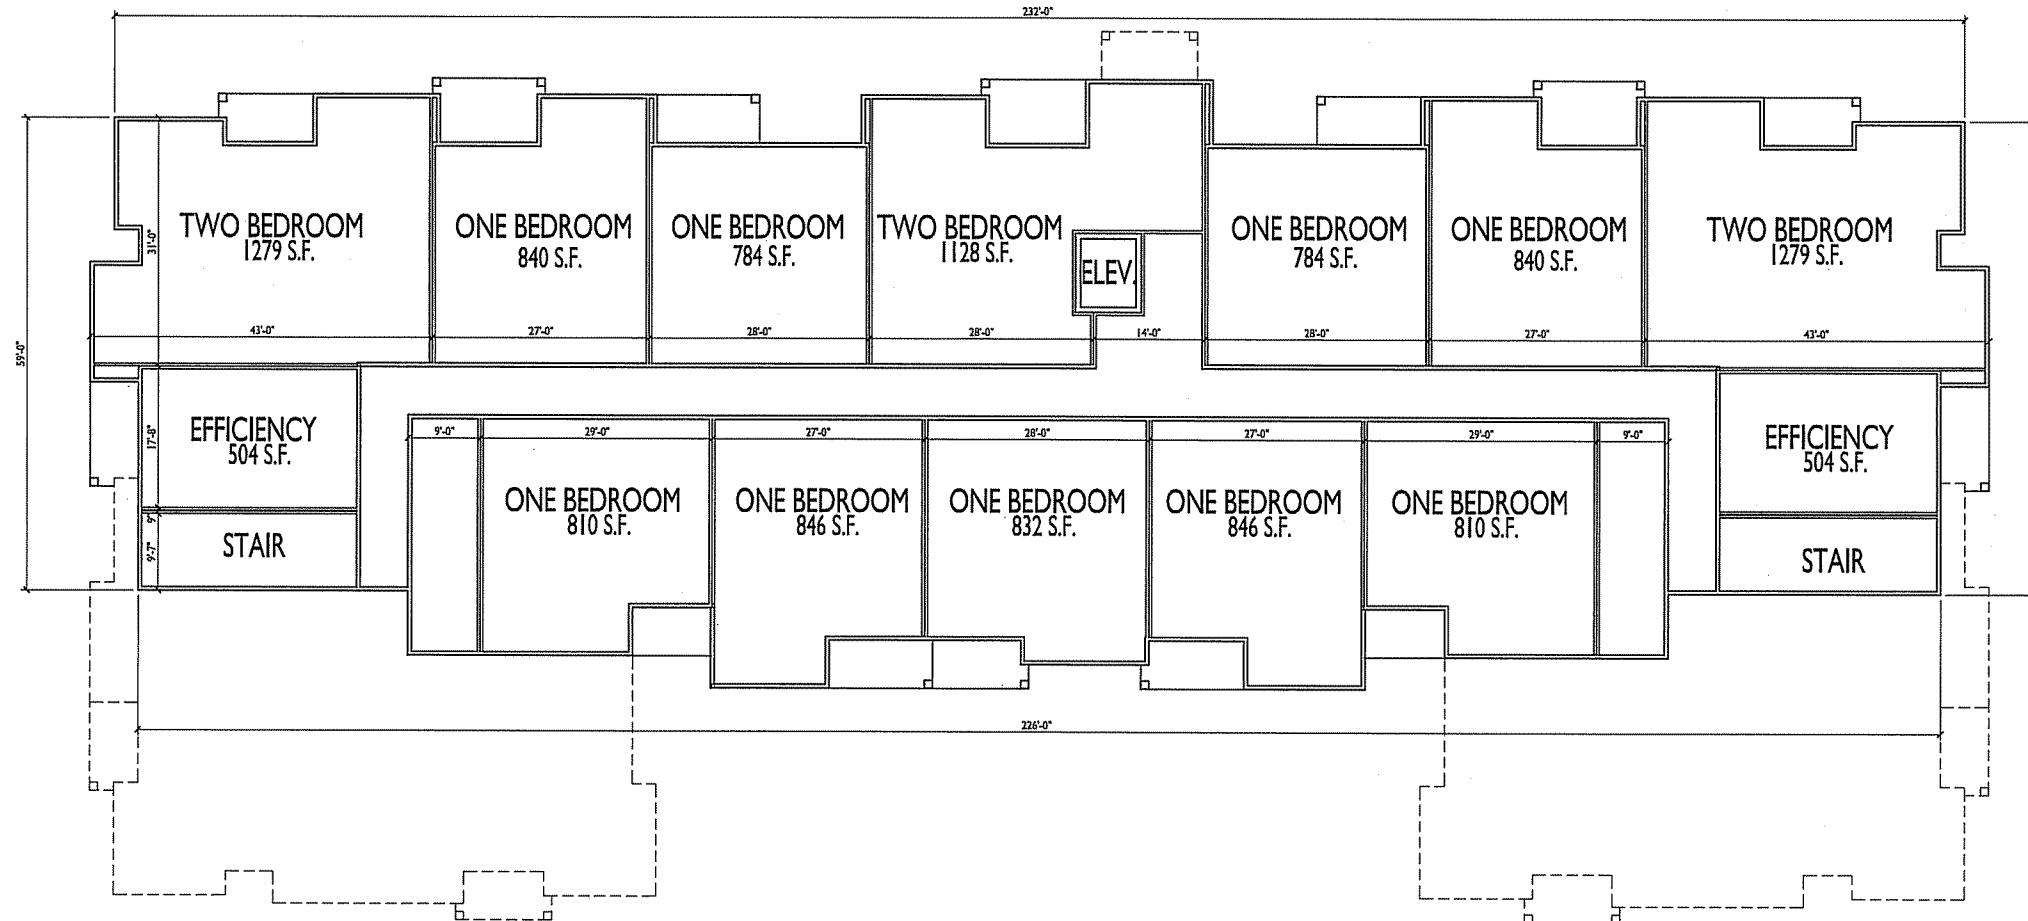 232'-0"
TWO BEDROOM
1279 S.F.
ONE BEDROOM
840 S.F.
ONE BEDROOM
784 S.F.
TWO BEDROOM
1128 S.F.
ELEV.
ONE BEDROOM
784 S.F.
ONE BEDROOM
840 S.F.
TWO BEDROOM
1279 S.F.
31'-0"
59'-0"
43'-0"
27'-0"
28'-0"
28'-0"
14'-0"
28'-0"
27'-0"
43'-0"
EFFICIENCY
504 S.F.
17'-8"
9"
9'-7"
STAIR
9'-0"
29'-0"
27'-0"
28'-0"
27'-0"
29'-0"
9'-0"
ONE BEDROOM
810 S.F.
ONE BEDROOM
846 S.F.
ONE BEDROOM
832 S.F.
ONE BEDROOM
846 S.F.
ONE BEDROOM
810 S.F.
EFFICIENCY
504 S.F.
STAIR
226'-0"